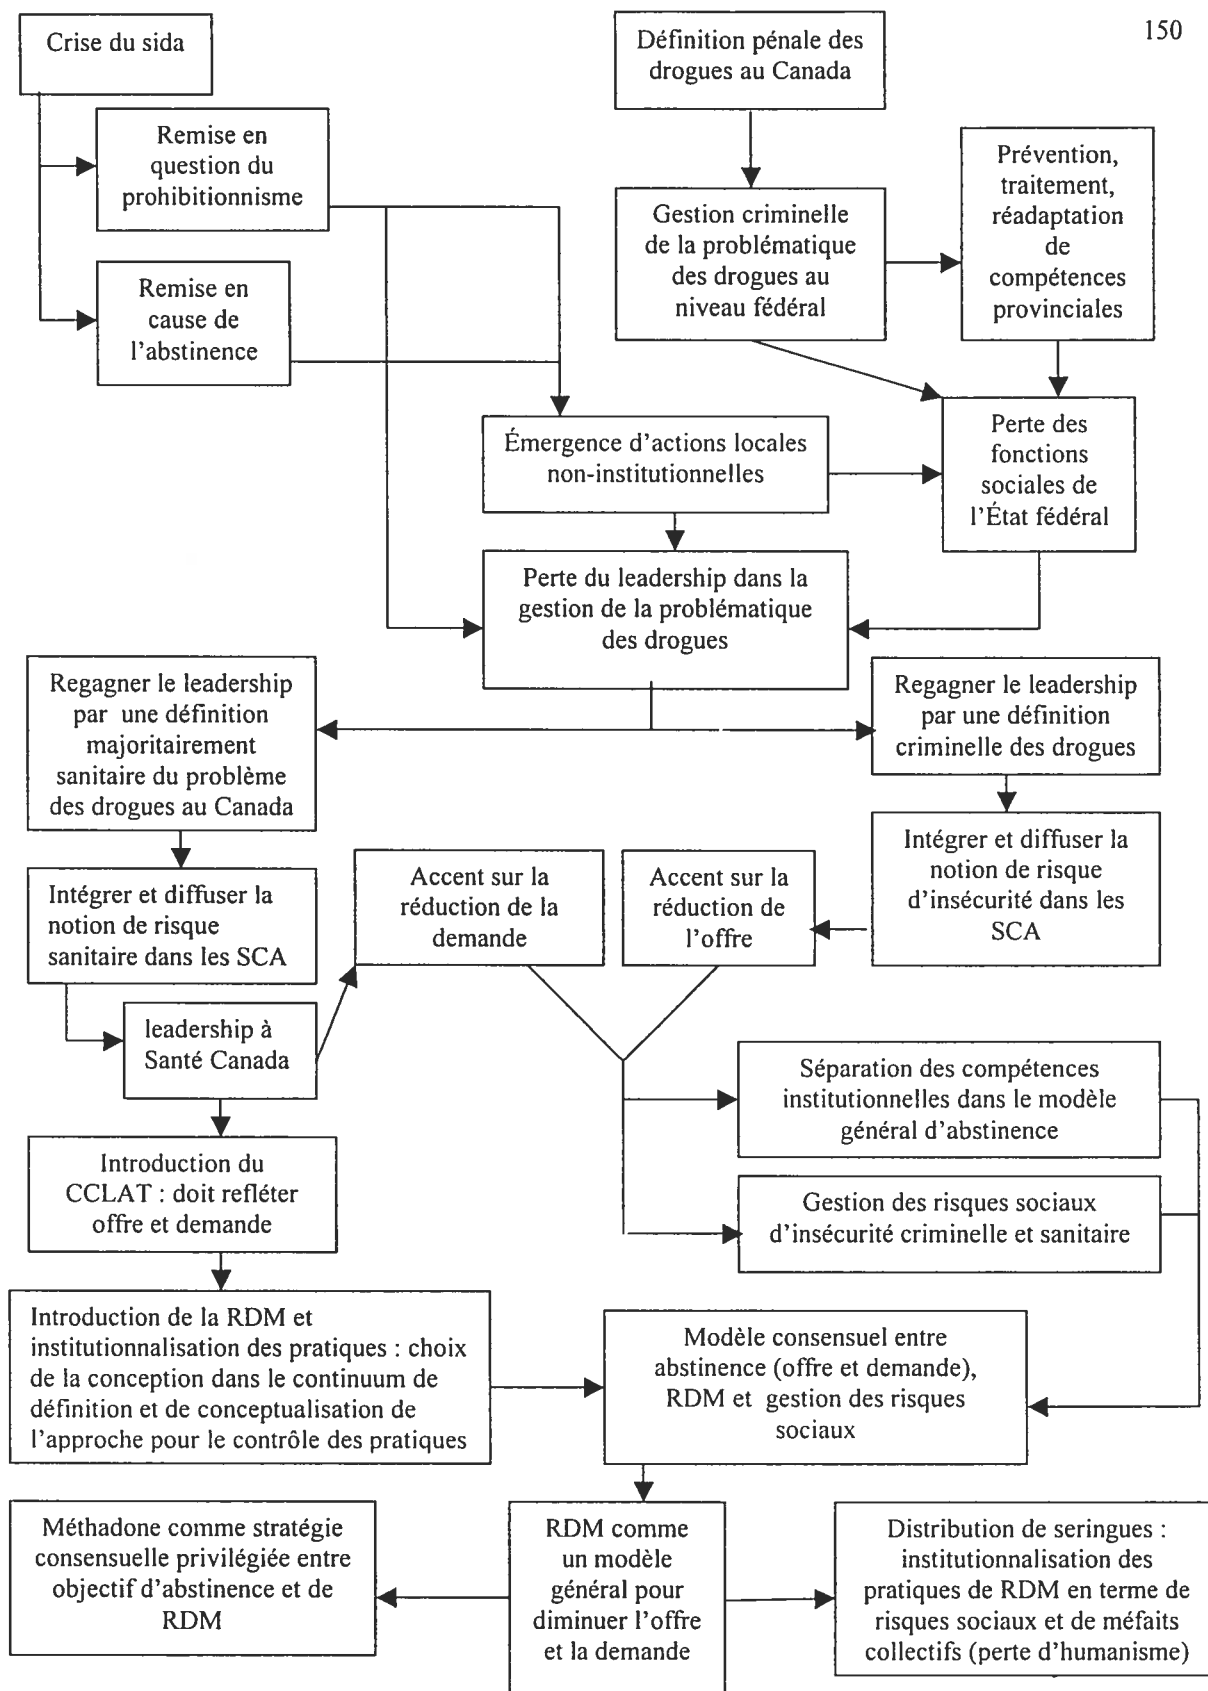 150
Crise du sida
Définition pénale des
drogues au Canada
Remise en
question du
prohibitionnisme
Prévention,
traitement,
réadaptation
de
compétences
provinciales
Gestion criminelle
de la problématique
des drogues au
niveau fédéral
Remise en
cause de
l'abstinence
Émergence d'actions locales
non-institutionnelles
Perte des
fonctions
sociales de
l'État fédéral
Perte du leadership dans la
gestion de la problématique
des drogues
Regagner le leadership
par une définition
majoritairement
sanitaire du problème
des drogues au Canada
Regagner le leadership
par une définition
criminelle des drogues
Intégrer et diffuser la
notion de risque
sanitaire dans les SCA
Accent sur la
réduction de la
demande
Accent sur la
réduction de
l'offre
Intégrer et diffuser la
notion de risque
d'insécurité dans les
SCA
leadership à
Santé Canada
Séparation des compétences
institutionnelles dans le modèle
général d'abstinence
Introduction du
CCLAT : doit refléter
offre et demande
Gestion des risques sociaux
d'insécurité criminelle et sanitaire
Introduction de la RDM et
institutionnalisation des pratiques : choix
de la conception dans le continuum de
définition et de conceptualisation de
l'approche pour le contrôle des pratiques
Modèle consensuel entre
abstinence (offre et demande),
RDM et gestion des risques
sociaux
Méthadone comme stratégie
consensuelle privilégiée entre
objectif d'abstinence et de
RDM
RDM comme
un modèle
général pour
diminuer l'offre
et la demande
Distribution de seringues :
institutionnalisation des
pratiques de RDM en terme de
risques sociaux et de méfaits
collectifs (perte d'humanisme)